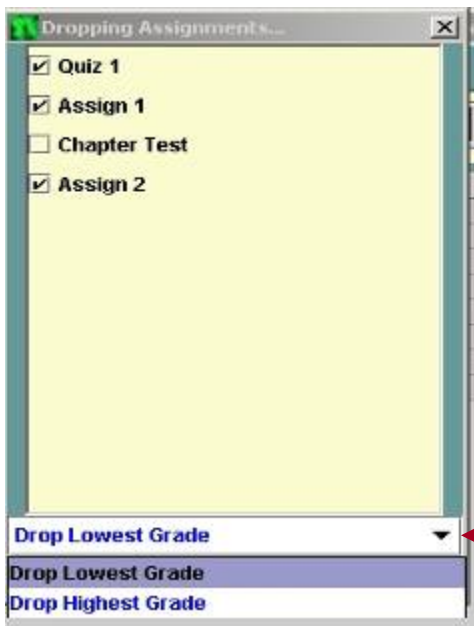 Dropping Assignments...
Quiz 1
Assign 1
Chapter Test
Assign 2
Drop Lowest Grade
Drop Lowest Grade
Drop Highest Grade